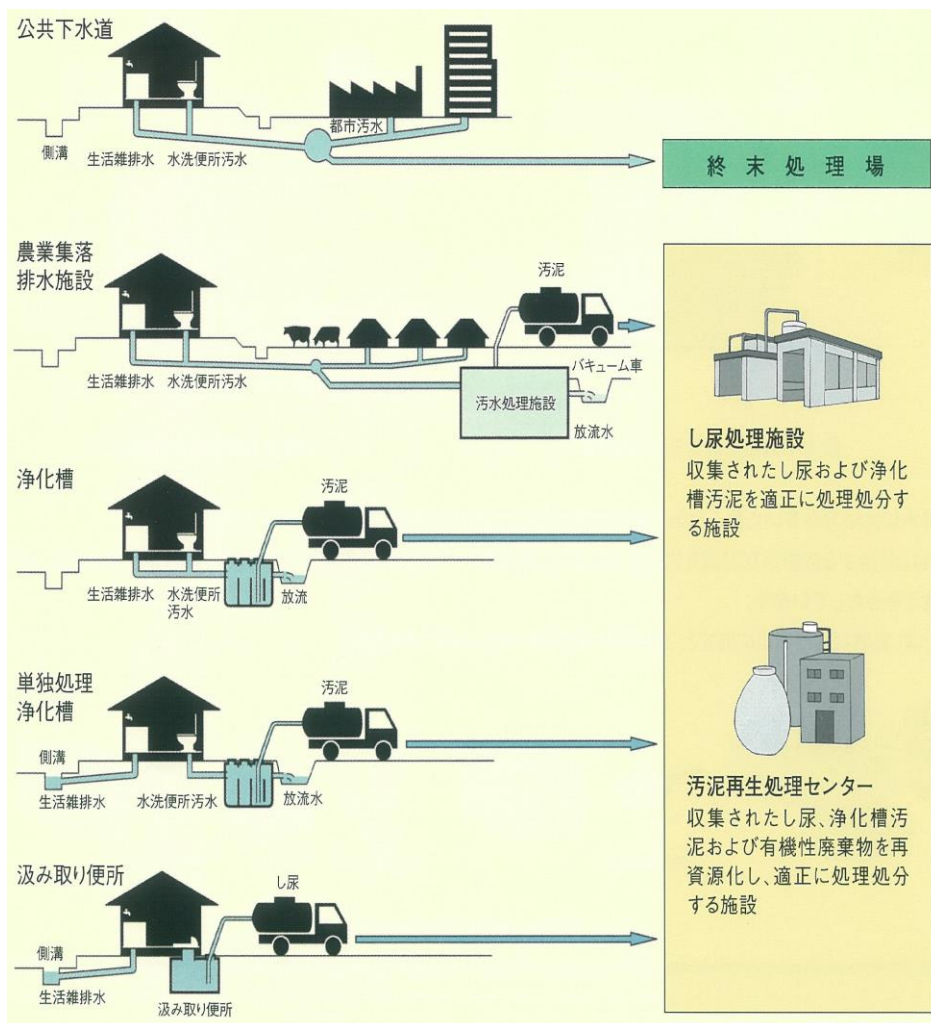 公共下水道
都市汚水
側溝
生活雑排水
水洗便所汚水
終末処理場
農業集落
排水施設
汚泥
バキューム車
生活雑排水
水洗便所汚水
汚水処理施設
放流水
し尿処理施設
収集されたし尿および浄化
槽汚泥を適正に処理処分す
る施設
浄化槽
汚泥
生活雑排水
水洗便所
汚水
放流
単独処理
浄化槽
汚泥
側溝
生活雑排水
水洗便所汚水
放流水
汚泥再生処理センター
収集されたし尿、浄化槽汚
泥および有機性廃棄物を再
資源化し、適正に処理処分
する施設
汲み取り便所
し尿
側溝
生活雑排水
汲み取り便所